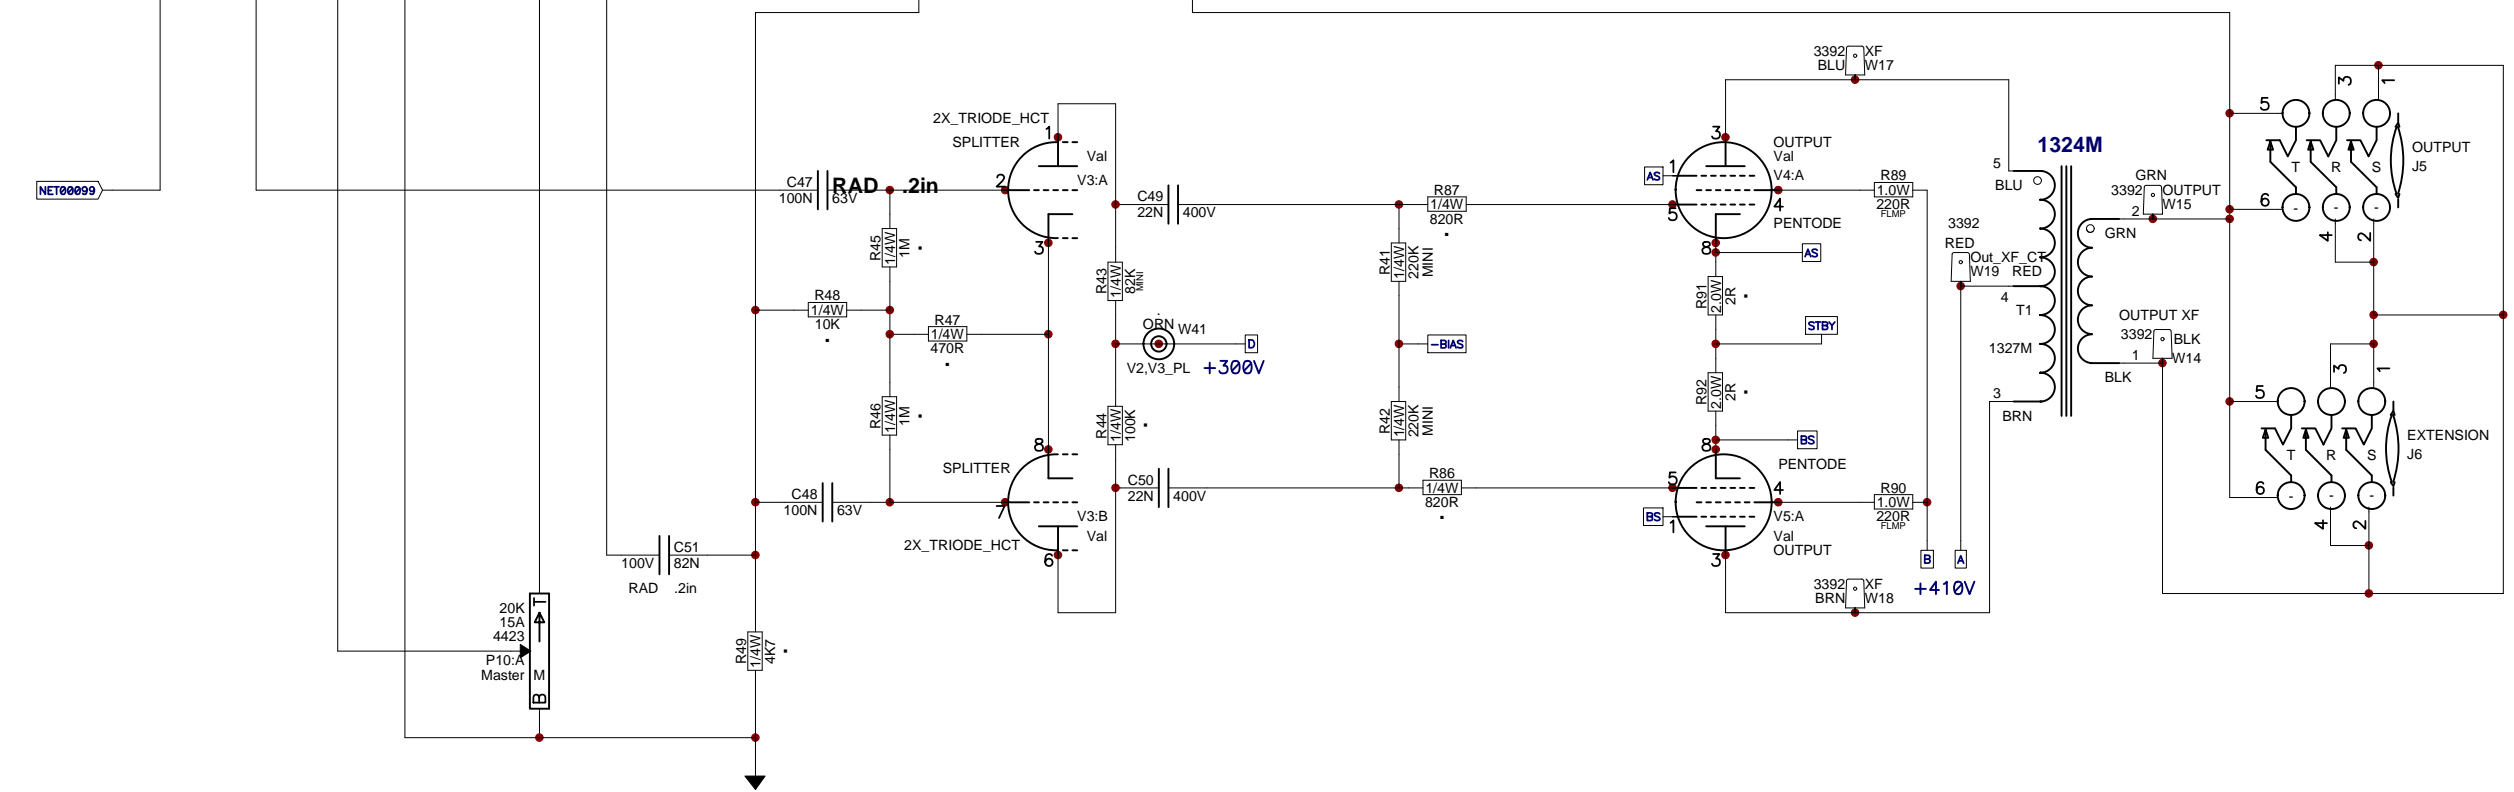 NET00099
C47
100N
63V
RAD .2in
2X_TRIODE_HCT
SPLITTER
1
Val
V3:A
2
3
R45
1/4W
1M
R48
1/4W
10K
R47
1/4W
470R
R46
1/4W
1M
C48
100N
63V
C51
100V
82N
RAD .2in
20K
15A
4423
P10:A
Master
T
M
B
R49
1/4W
4K7
SPLITTER
8
7
V3:B
Val
2X_TRIODE_HCT
6
R43
1/4W
82K
MINI
R44
1/4W
100K
ORN
W41
V2,V3_PL
D
+300V
C49
22N
400V
C50
22N
400V
R41
1/4W
220K
MINI
R42
1/4W
220K
MINI
-BIAS
R87
1/4W
820R
R86
1/4W
820R
3392
XF
BLU
W17
3
OUTPUT
Val
V4:A
AS
1
5
4
PENTODE
8
AS
R91
2.0W
2R
STBY
R92
2.0W
2R
BS
8
PENTODE
5
4
BS
1
V5:A
Val
OUTPUT
3
R89
1.0W
220R
FLMP
R90
1.0W
220R
FLMP
B
A
+410V
3392
XF
BRN
W18
1324M
5
BLU
3392
RED
Out_XF_CT
W19
RED
4
T1
1327M
3
BRN
GRN
3392
OUTPUT
W15
2
GRN
OUTPUT XF
3392
BLK
W14
1
BLK
5
6
3
1
T
R
S
4
2
OUTPUT
J5
5
6
3
1
T
R
S
4
2
EXTENSION
J6